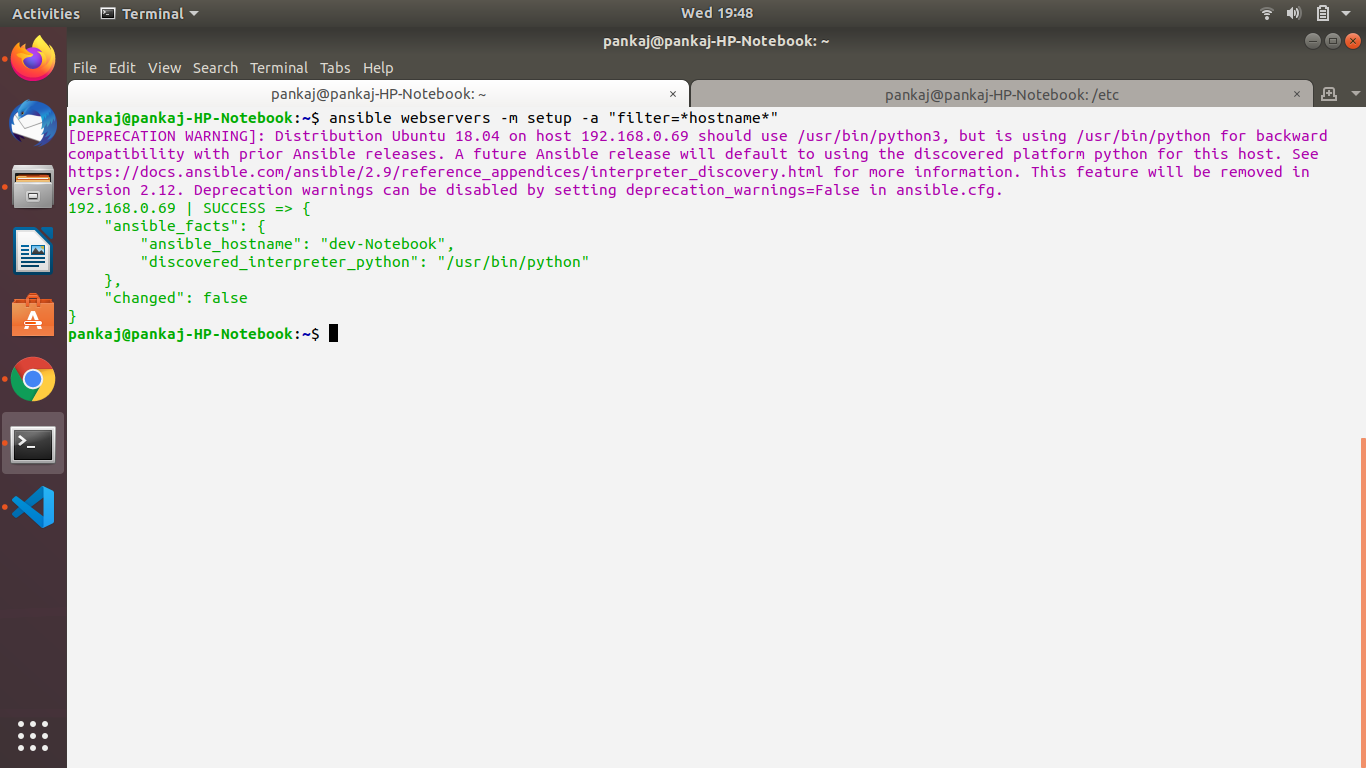 Activities Terminal Wed 19:48
pankaj@pankaj-HP-Notebook: ~
File Edit View Search Terminal Tabs Help
pankaj@pankaj-HP-Notebook: ~ × pankaj@pankaj-HP-Notebook: /etc ×
pankaj@pankaj-HP-Notebook:~$ ansible webservers -m setup -a "filter=*hostname*"
[DEPRECATION WARNING]: Distribution Ubuntu 18.04 on host 192.168.0.69 should use /usr/bin/python3, but is using /usr/bin/python for backward
compatibility with prior Ansible releases. A future Ansible release will default to using the discovered platform python for this host. See
https://docs.ansible.com/ansible/2.9/reference_appendices/interpreter_discovery.html for more information. This feature will be removed in
version 2.12. Deprecation warnings can be disabled by setting deprecation_warnings=False in ansible.cfg.
192.168.0.69 | SUCCESS => {
    "ansible_facts": {
        "ansible_hostname": "dev-Notebook",
        "discovered_interpreter_python": "/usr/bin/python"
    },
    "changed": false
}
pankaj@pankaj-HP-Notebook:~$